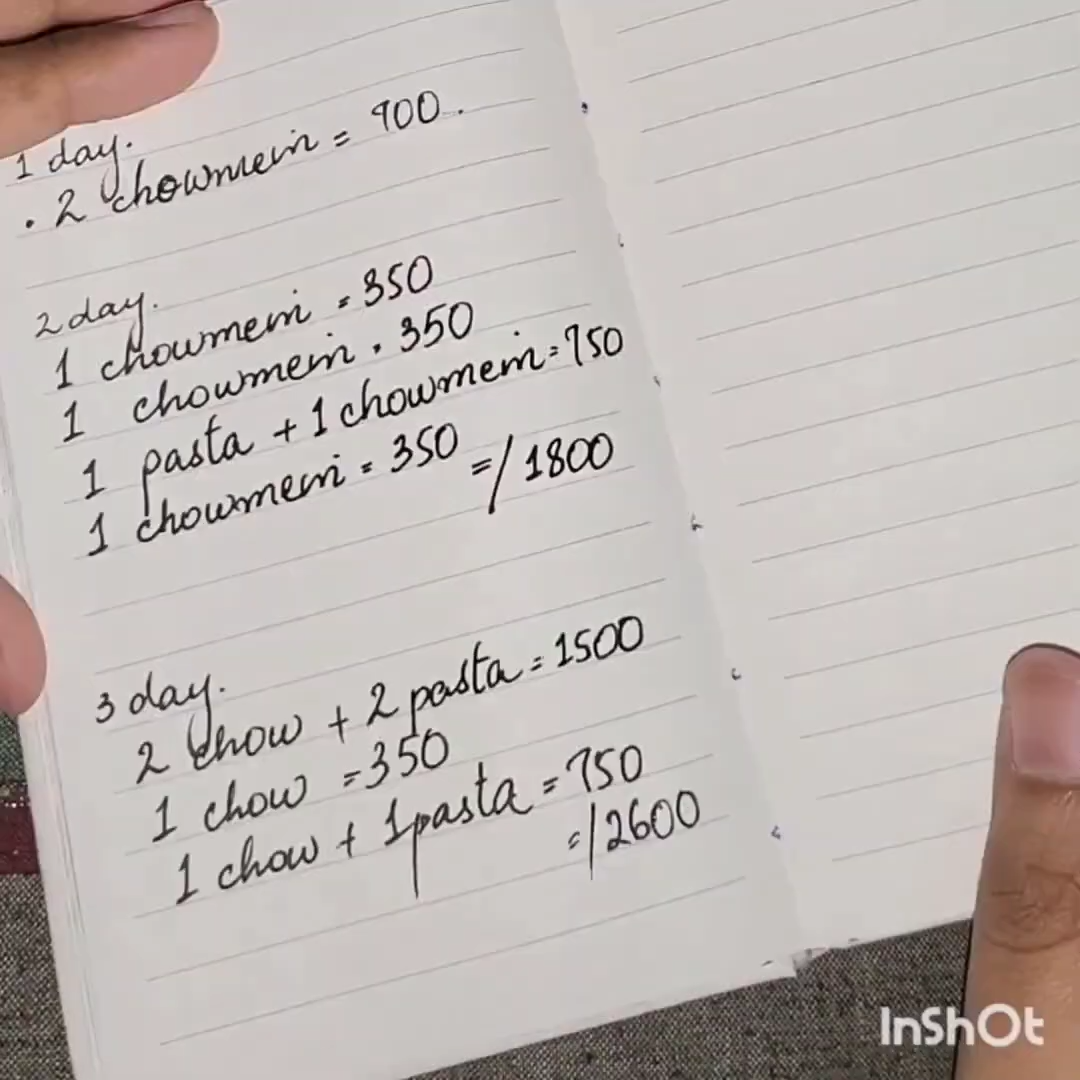 1 day.
. 2 chowmein = 700.
2 day.
1 chowmein = 350
1 chowmein . 350
1 pasta + 1 chowmein = 750
1 chowmein = 350 =/1800
3 day.
2 chow + 2 pasta = 1500
1 chow = 350
1 chow + 1 pasta = 750
=/2600
InShOt